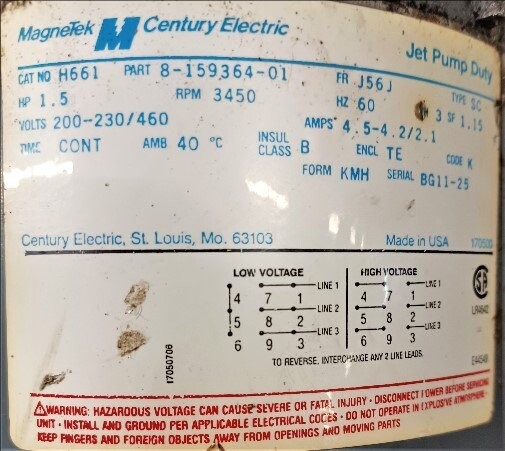 MagneTek M Century Electric
Jet Pump Duty
CAT NO H661 PART 8-159364-01 FR J56J TYPE SC
HP 1.5 RPM 3450 HZ 60 3 SF 1.15
VOLTS 200-230/460 AMPS 4.5-4.2/2.1
TIME CONT AMB 40 °C INSUL CLASS B ENCL TE CODE K
FORM KMH SERIAL BG11-25
Century Electric, St. Louis, Mo. 63103 Made in USA
LOW VOLTAGE HIGH VOLTAGE
4 7 1 LINE 1 4 7 1 LINE 1
5 8 2 LINE 2 5 8 2 LINE 2
6 9 3 LINE 3 6 9 3 LINE 3
TO REVERSE, INTERCHANGE ANY 2 LINE LEADS.
17050706
LR4642
E44549
WARNING: HAZARDOUS VOLTAGE CAN CAUSE SEVERE OR FATAL INJURY · DISCONNECT POWER BEFORE SERVICING
UNIT · INSTALL AND GROUND PER APPLICABLE ELECTRICAL CODES · DO NOT OPERATE IN EXPLOSIVE ATMOSPHERE ·
KEEP FINGERS AND FOREIGN OBJECTS AWAY FROM OPENINGS AND MOVING PARTS